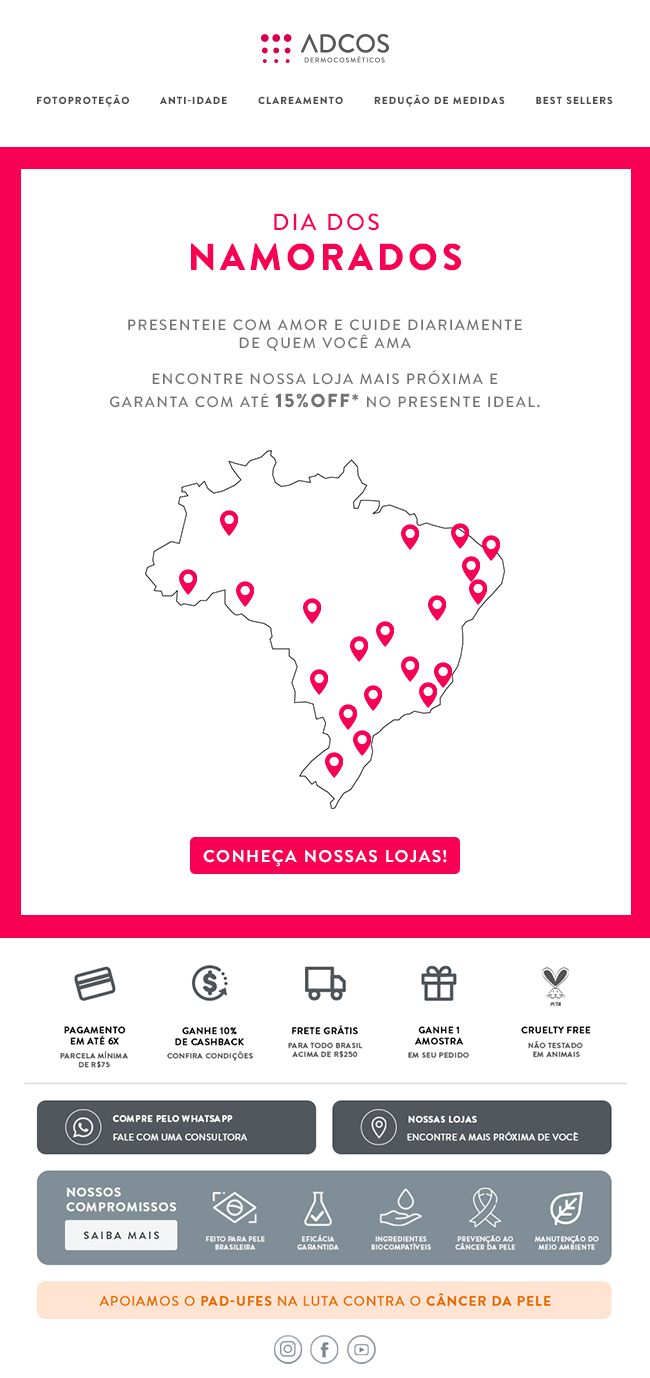 ADCOS
DERMOCOSMÉTICOS
FOTOPROTEÇÃO ANTI-IDADE CLAREAMENTO REDUÇÃO DE MEDIDAS BEST SELLERS
DIA DOS
NAMORADOS
PRESENTEIE COM AMOR E CUIDE DIARIAMENTE
DE QUEM VOCÊ AMA
ENCONTRE NOSSA LOJA MAIS PRÓXIMA E
GARANTA COM ATÉ 15%OFF* NO PRESENTE IDEAL.
CONHEÇA NOSSAS LOJAS!
PAGAMENTO
EM ATÉ 6X
PARCELA MÍNIMA
DE R$75
GANHE 10%
DE CASHBACK
CONFIRA CONDIÇÕES
FRETE GRÁTIS
PARA TODO BRASIL
ACIMA DE R$250
GANHE 1
AMOSTRA
EM SEU PEDIDO
PETA
CRUELTY FREE
NÃO TESTADO
EM ANIMAIS
COMPRE PELO WHATSAPP
FALE COM UMA CONSULTORA
NOSSAS LOJAS
ENCONTRE A MAIS PRÓXIMA DE VOCÊ
NOSSOS
COMPROMISSOS
SAIBA MAIS
FEITO PARA PELE
BRASILEIRA
EFICÁCIA
GARANTIDA
INGREDIENTES
BIOCOMPATÍVEIS
PREVENÇÃO AO
CÂNCER DA PELE
MANUTENÇÃO DO
MEIO AMBIENTE
APOIAMOS O PAD-UFES NA LUTA CONTRA O CÂNCER DA PELE